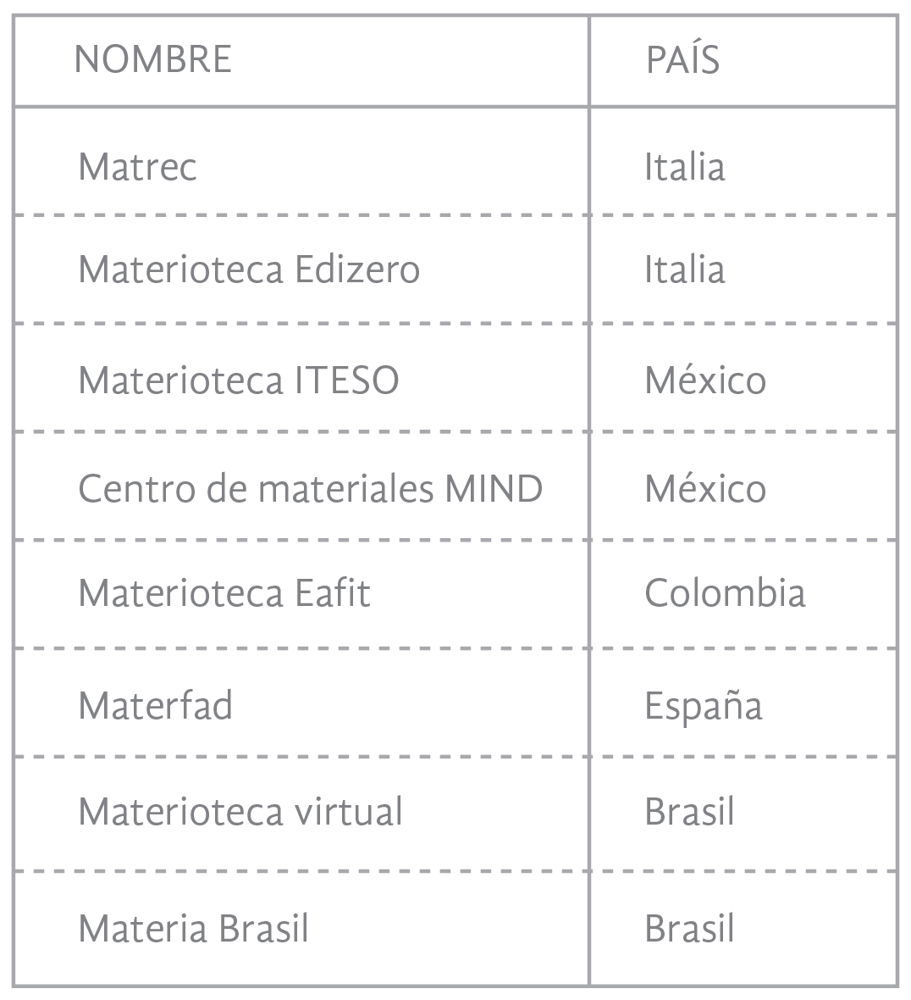 NOMBRE PAÍS
Matrec Italia
Materioteca Edizero Italia
Materioteca ITESO México
Centro de materiales MIND México
Materioteca Eafit Colombia
Materfad España
Materioteca virtual Brasil
Materia Brasil Brasil